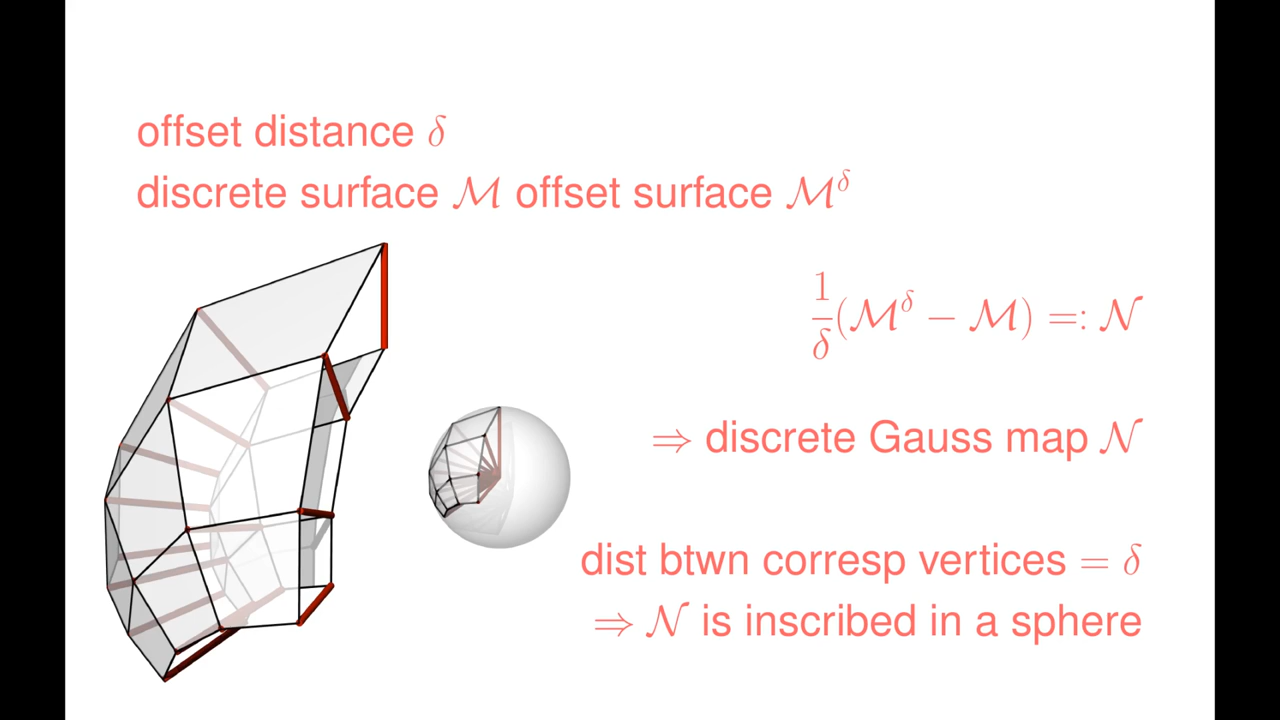 offset distance δ
discrete surface ℳ offset surface ℳ^δ
1/δ(ℳ^δ − ℳ) =: 𝒩
⇒ discrete Gauss map 𝒩
dist btwn corresp vertices = δ
⇒ 𝒩 is inscribed in a sphere